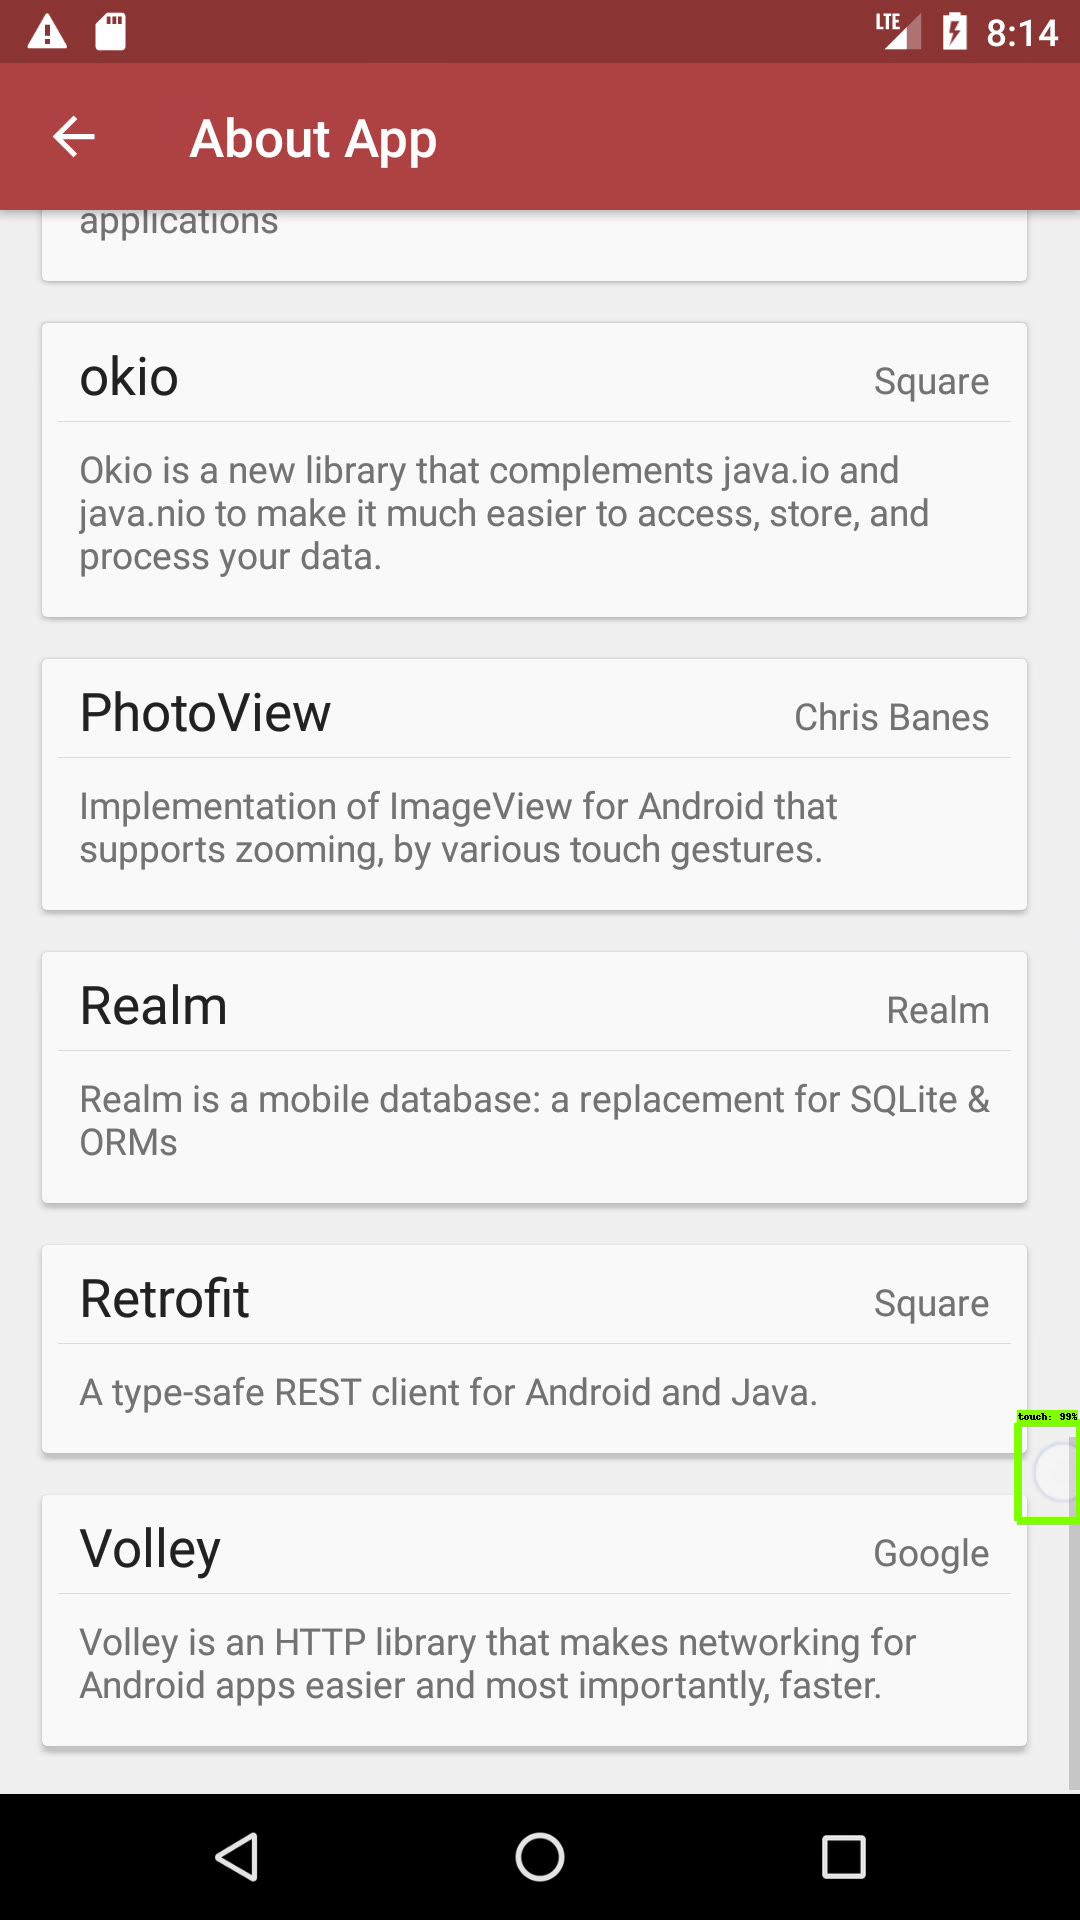 LTE 8:14
About App
applications
okio Square
Okio is a new library that complements java.io and
java.nio to make it much easier to access, store, and
process your data.
PhotoView Chris Banes
Implementation of ImageView for Android that
supports zooming, by various touch gestures.
Realm Realm
Realm is a mobile database: a replacement for SQLite &
ORMs
Retrofit Square
A type-safe REST client for Android and Java.
touch: 99%
Volley Google
Volley is an HTTP library that makes networking for
Android apps easier and most importantly, faster.